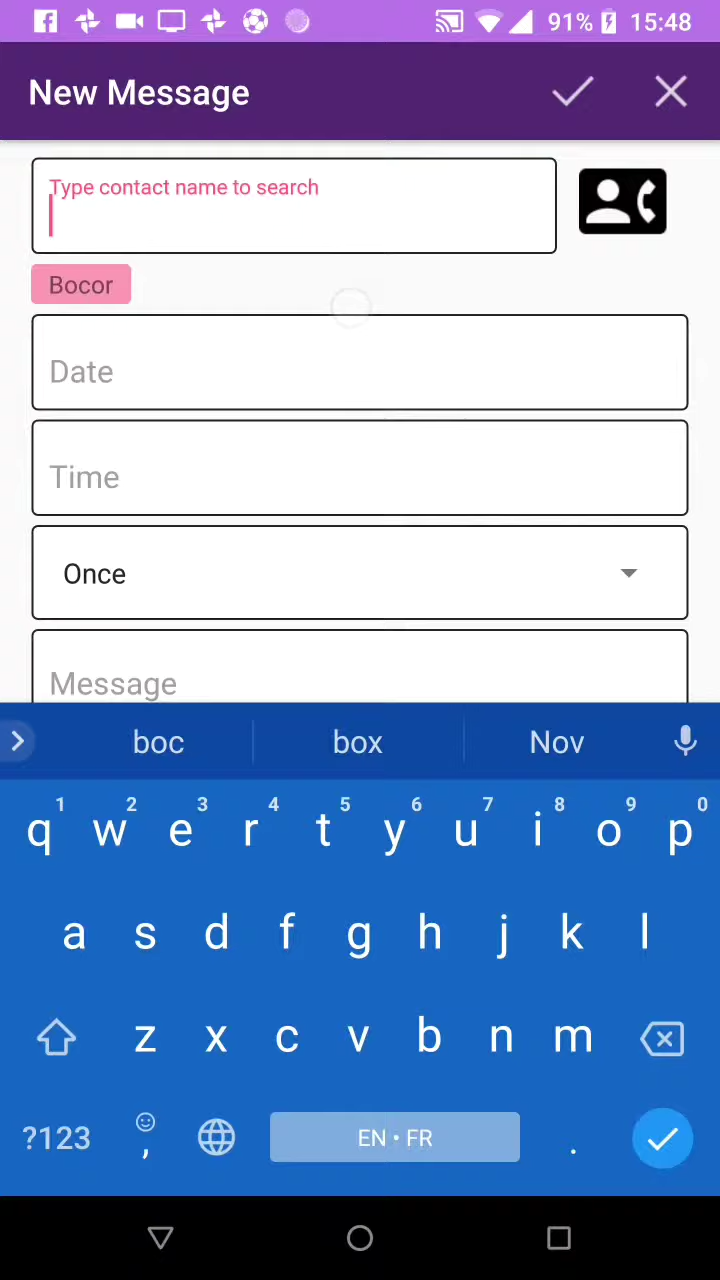 91% 15:48
New Message
Type contact name to search
Bocor
Date
Time
Once
Message
boc box Nov
q 1 w 2 e 3 r 4 t 5 y 6 u 7 i 8 o 9 p 0
a s d f g h j k l
z x c v b n m
?123 , EN • FR .